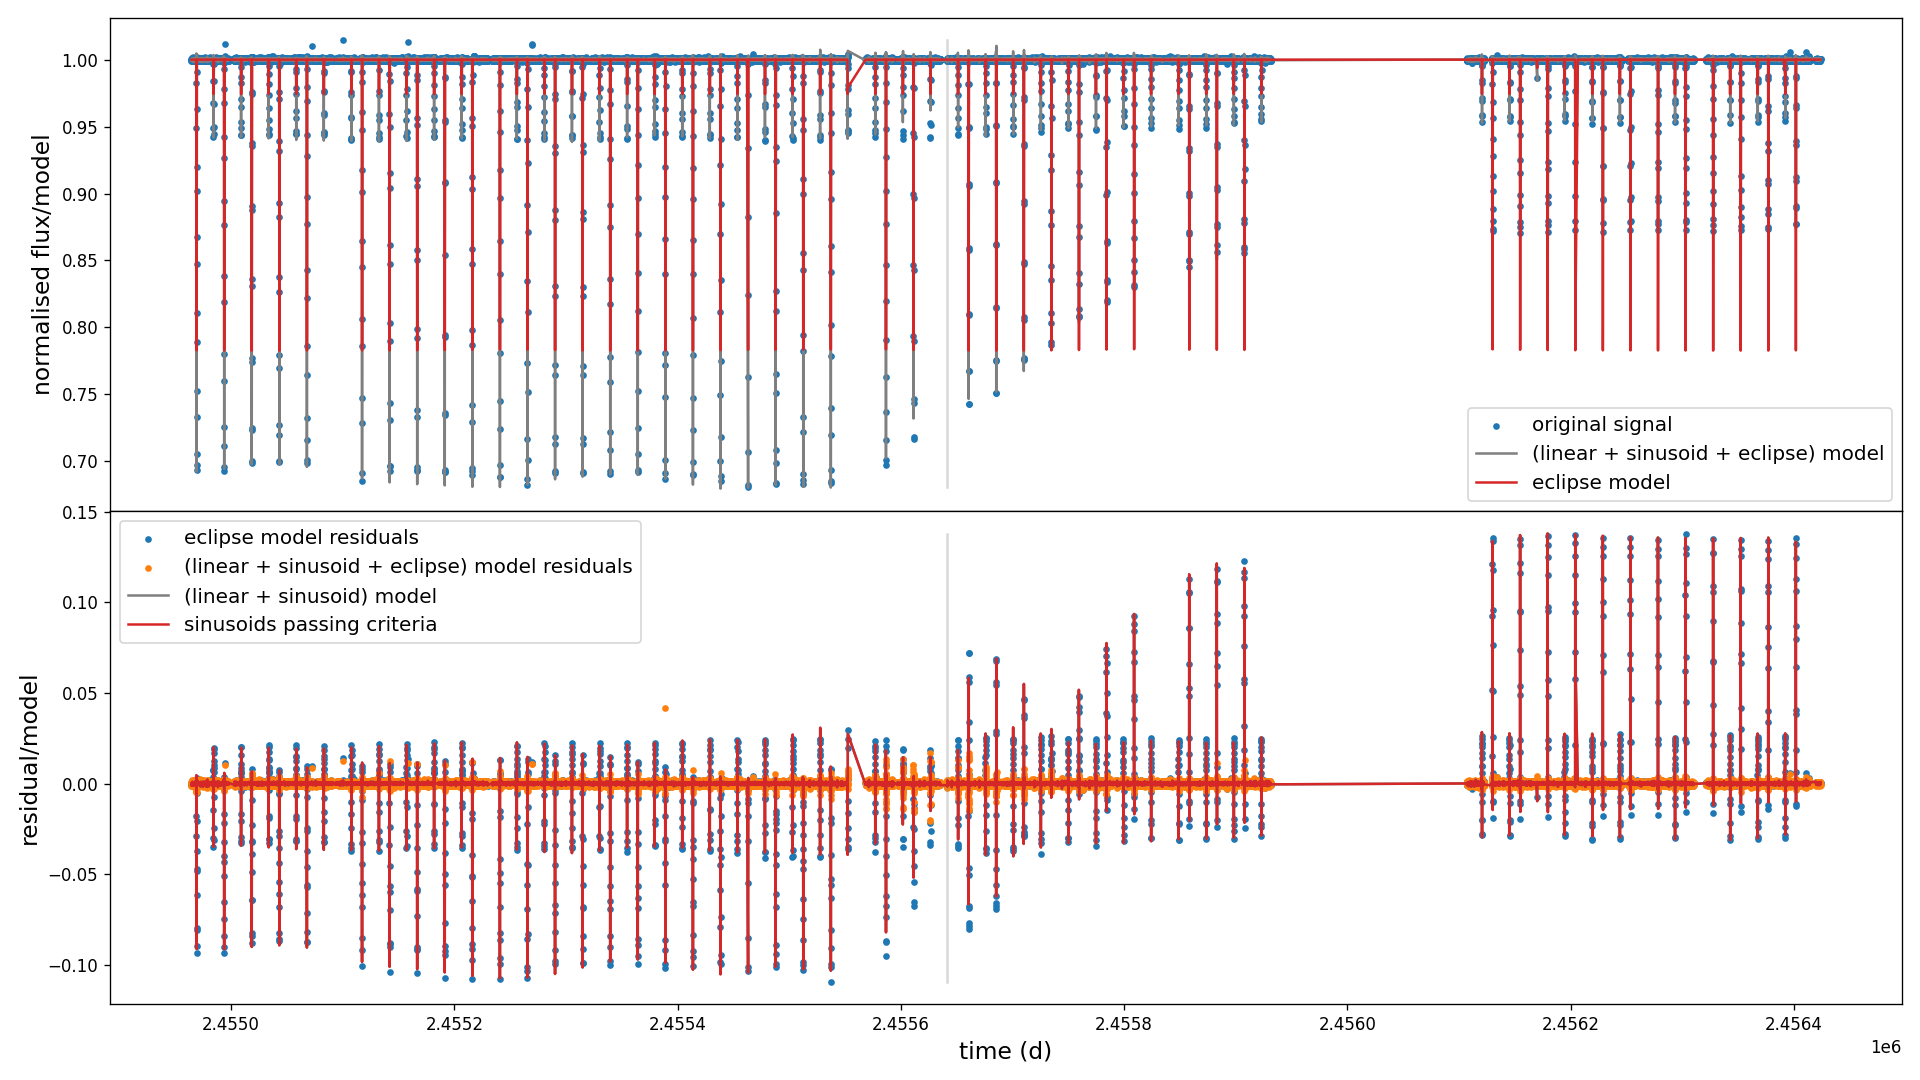 normalised flux/model
1.00
0.95
0.90
0.85
0.80
0.75
0.70
original signal
(linear + sinusoid + eclipse) model
eclipse model
residual/model
0.15
0.10
0.05
0.00
−0.05
−0.10
eclipse model residuals
(linear + sinusoid + eclipse) model residuals
(linear + sinusoid) model
sinusoids passing criteria
2.4550 2.4552 2.4554 2.4556 2.4558 2.4560 2.4562 2.4564
1e6
time (d)